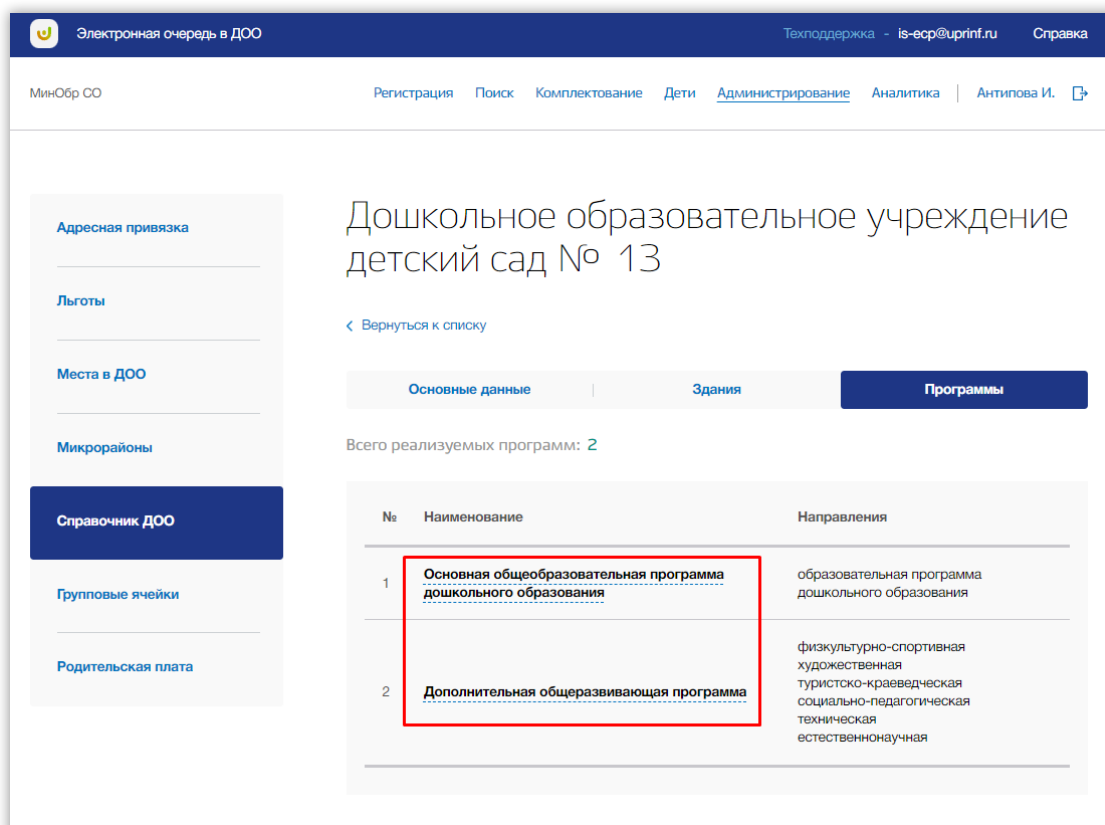 Электронная очередь в ДОО
Техподдержка - is-ecp@uprinf.ru Справка
МинОбр СО
Регистрация Поиск Комплектование Дети Администрирование Аналитика Антипова И.
Адресная привязка
Льготы
Места в ДОО
Микрорайоны
Справочник ДОО
Групповые ячейки
Родительская плата
Дошкольное образовательное учреждение
детский сад № 13
Вернуться к списку
Основные данные Здания Программы
Всего реализуемых программ: 2
№ Наименование Направления
1
Основная общеобразовательная программа
дошкольного образования
образовательная программа
дошкольного образования
2
Дополнительная общеразвивающая программа
физкультурно-спортивная
художественная
туристско-краеведческая
социально-педагогическая
техническая
естественнонаучная